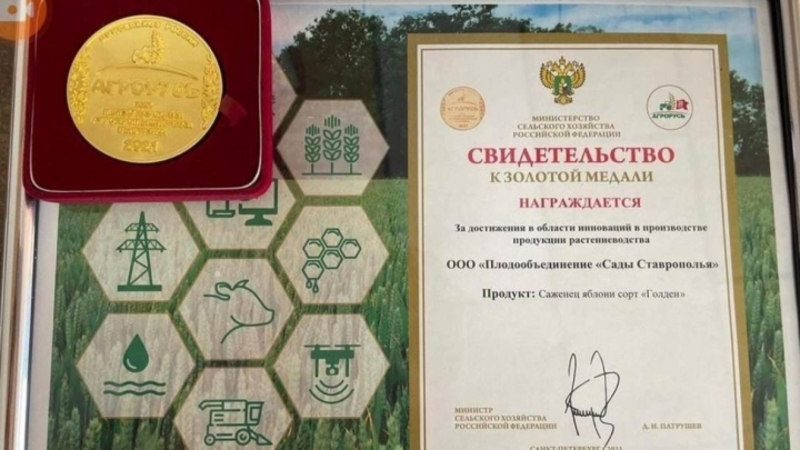 АГРОРУСЬ
2021
МИНИСТЕРСТВО
СЕЛЬСКОГО ХОЗЯЙСТВА
РОССИЙСКОЙ ФЕДЕРАЦИИ
АГРОРУСЬ
СВИДЕТЕЛЬСТВО
К ЗОЛОТОЙ МЕДАЛИ
НАГРАЖДАЕТСЯ
За достижения в области инноваций в производстве
продукции растениеводства
ООО «Плодообъединение «Сады Ставрополья»
Продукт: Саженец яблони сорт «Голден»
МИНИСТР
СЕЛЬСКОГО ХОЗЯЙСТВА
РОССИЙСКОЙ ФЕДЕРАЦИИ
Д. Н. ПАТРУШЕВ
САНКТ-ПЕТЕРБУРГ 2021